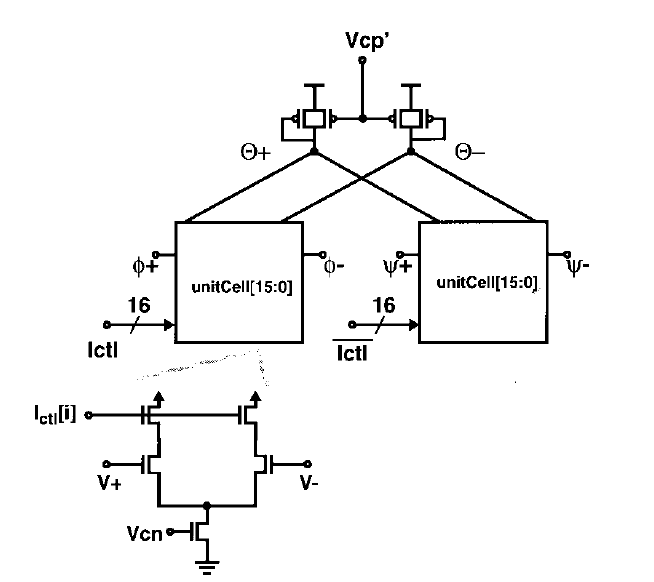 Vcp'
Θ+ Θ−
ϕ+ unitCell[15:0] ϕ- ψ+ unitCell[15:0] ψ-
16 16
Ictl Ictl
Ictl[i]
V+ V-
Vcn